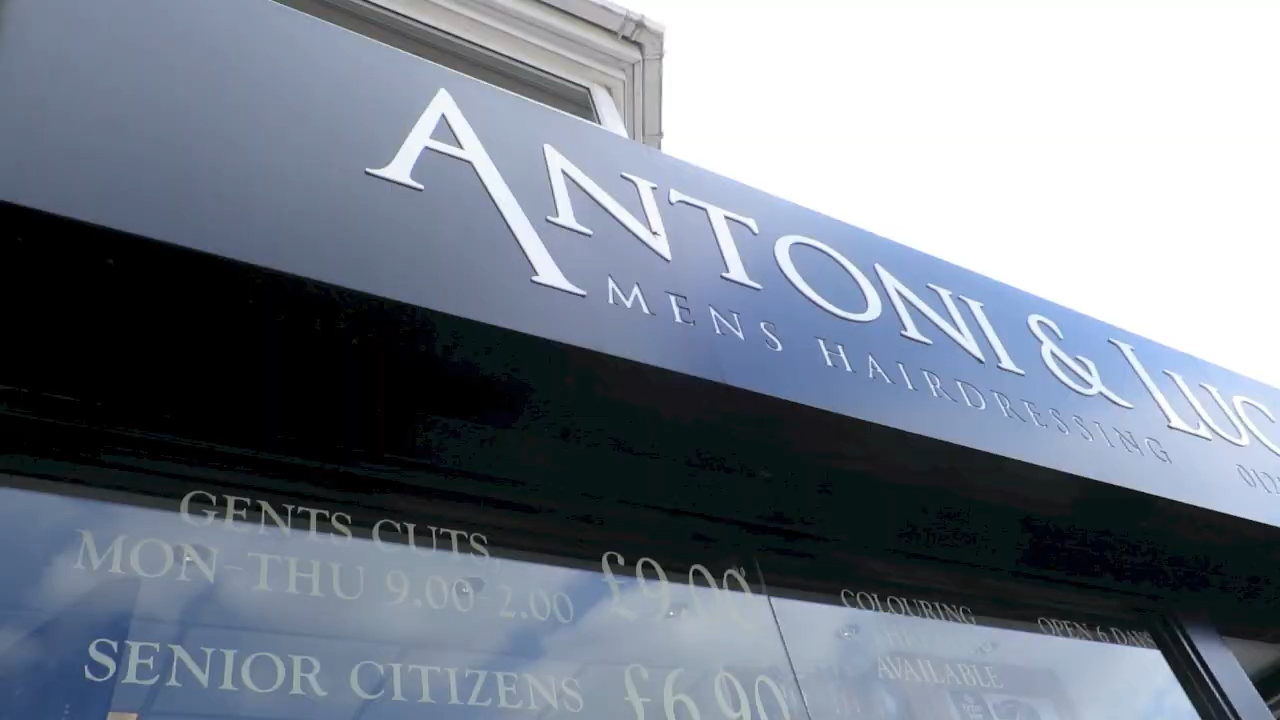 ANTONI & LUC
MENS HAIRDRESSING
GENTS CUTS
MON-THU 9.00-2.00 £9.00
SENIOR CITIZENS £6.90
COLOURING
AVAILABLE
OPEN 6 DAYS